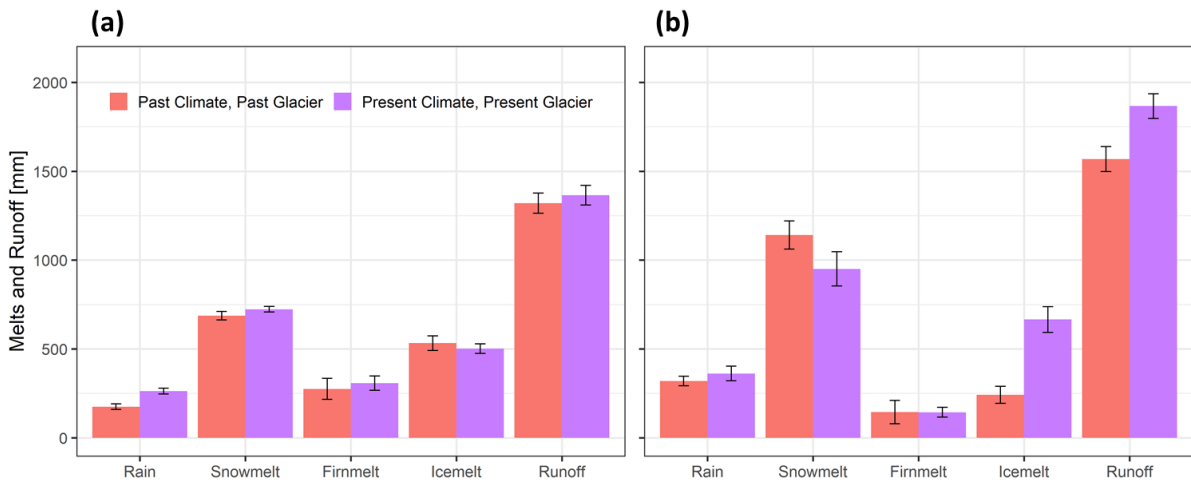 (a) (b)
Past Climate, Past Glacier Present Climate, Present Glacier
Melts and Runoff [mm]
2000
1500
1000
500
0
Rain Snowmelt Firnmelt Icemelt Runoff
Rain Snowmelt Firnmelt Icemelt Runoff